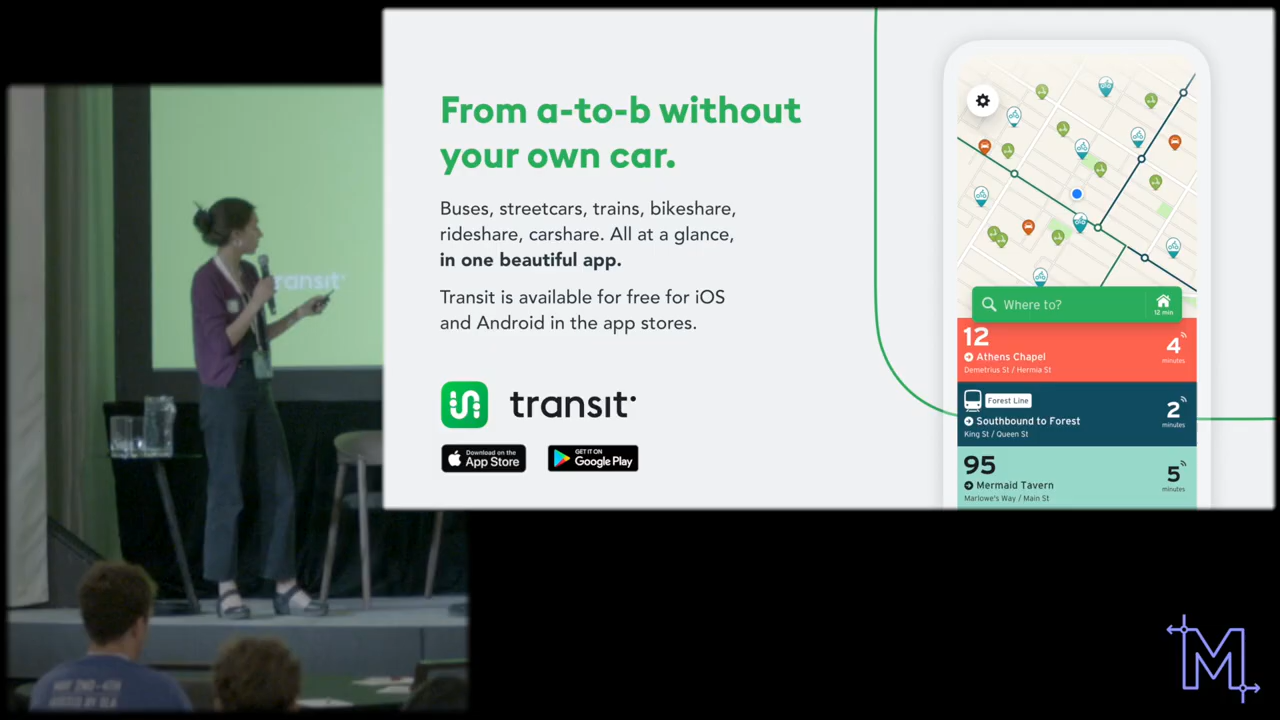 From a-to-b without
your own car.
Buses, streetcars, trains, bikeshare,
rideshare, carshare. All at a glance,
in one beautiful app.
Transit is available for free for iOS
and Android in the app stores.
transit
Download on the
App Store
GET IT ON
Google Play
Where to?
12 min
12
Athens Chapel
Demetrius St / Hermia St
4
minutes
Forest Line
Southbound to Forest
King St / Queen St
2
minutes
95
Mermaid Tavern
Marlowe's Way / Main St
5
minutes
transit
MAY 2ND-4TH
M